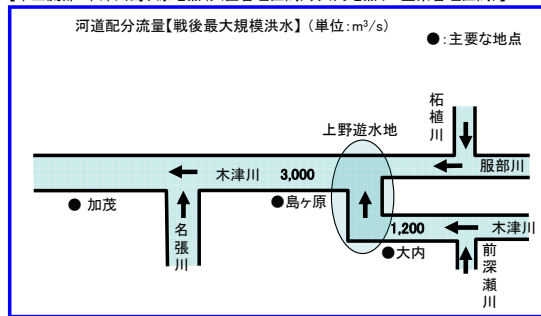 河道配分流量【戦後最大規模洪水】（単位：m³/s）
●：主要な地点
柘植川
上野遊水地
服部川
木津川
3,000
●加茂
●島ヶ原
名張川
1,200
木津川
●大内
前深瀬川